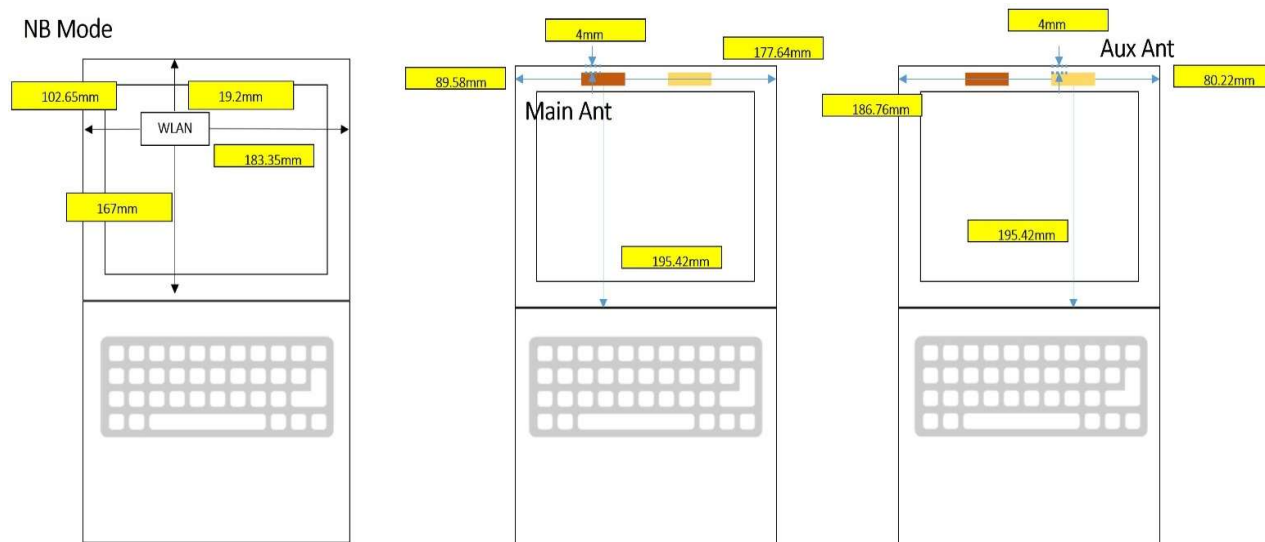 NB Mode
102.65mm
19.2mm
WLAN
183.35mm
167mm
4mm
177.64mm
89.58mm
Main Ant
195.42mm
4mm
Aux Ant
80.22mm
186.76mm
195.42mm